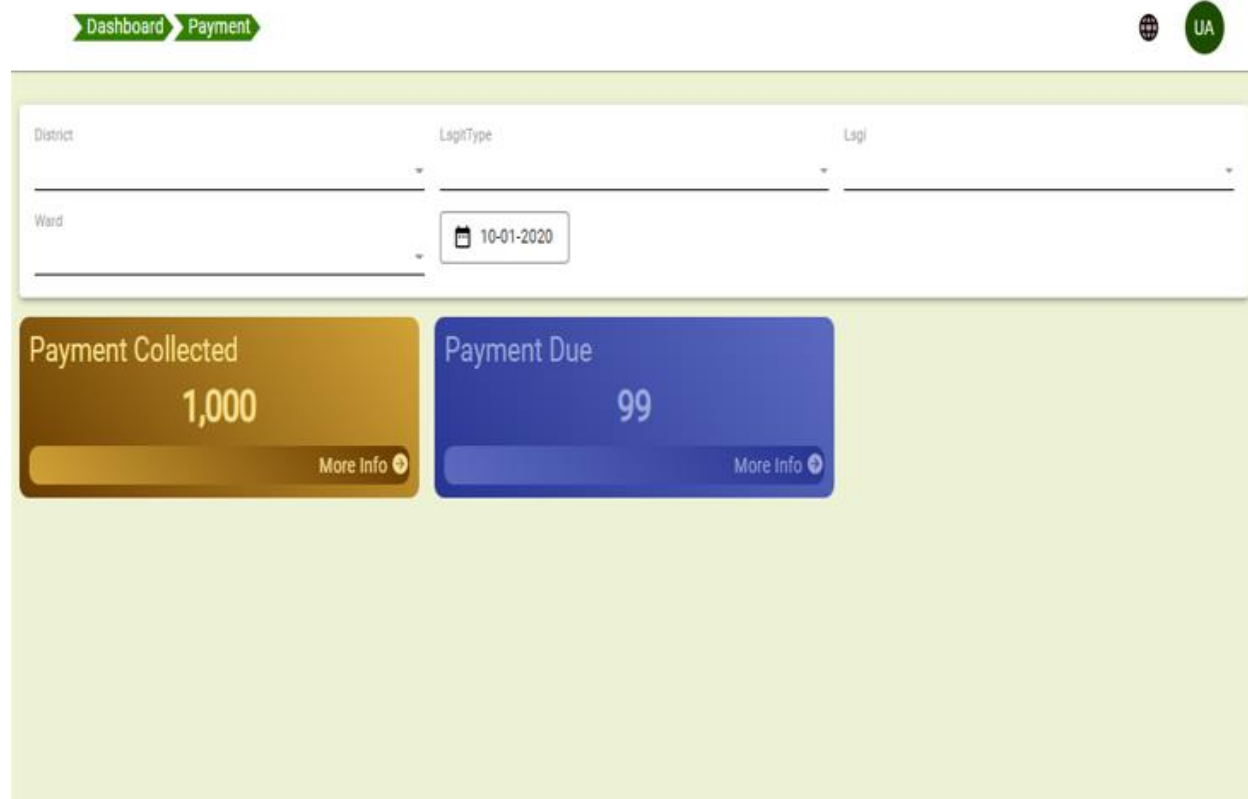 Dashboard Payment
UA
District LsgitType Lsgi
Ward
10-01-2020
Payment Collected
1,000
More Info
Payment Due
99
More Info